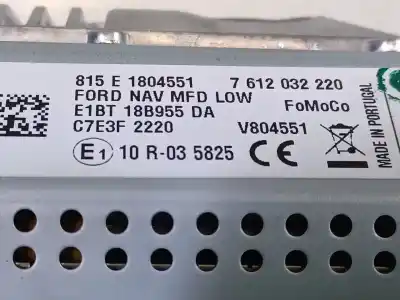 815 E 1804551 7 612 032 220
FORD NAV MFD LOW FoMoCo
E1BT 18B955 DA
C7E3F 2220 V804551
E1 10 R-03 5825 CE
MADE IN PORTUGAL